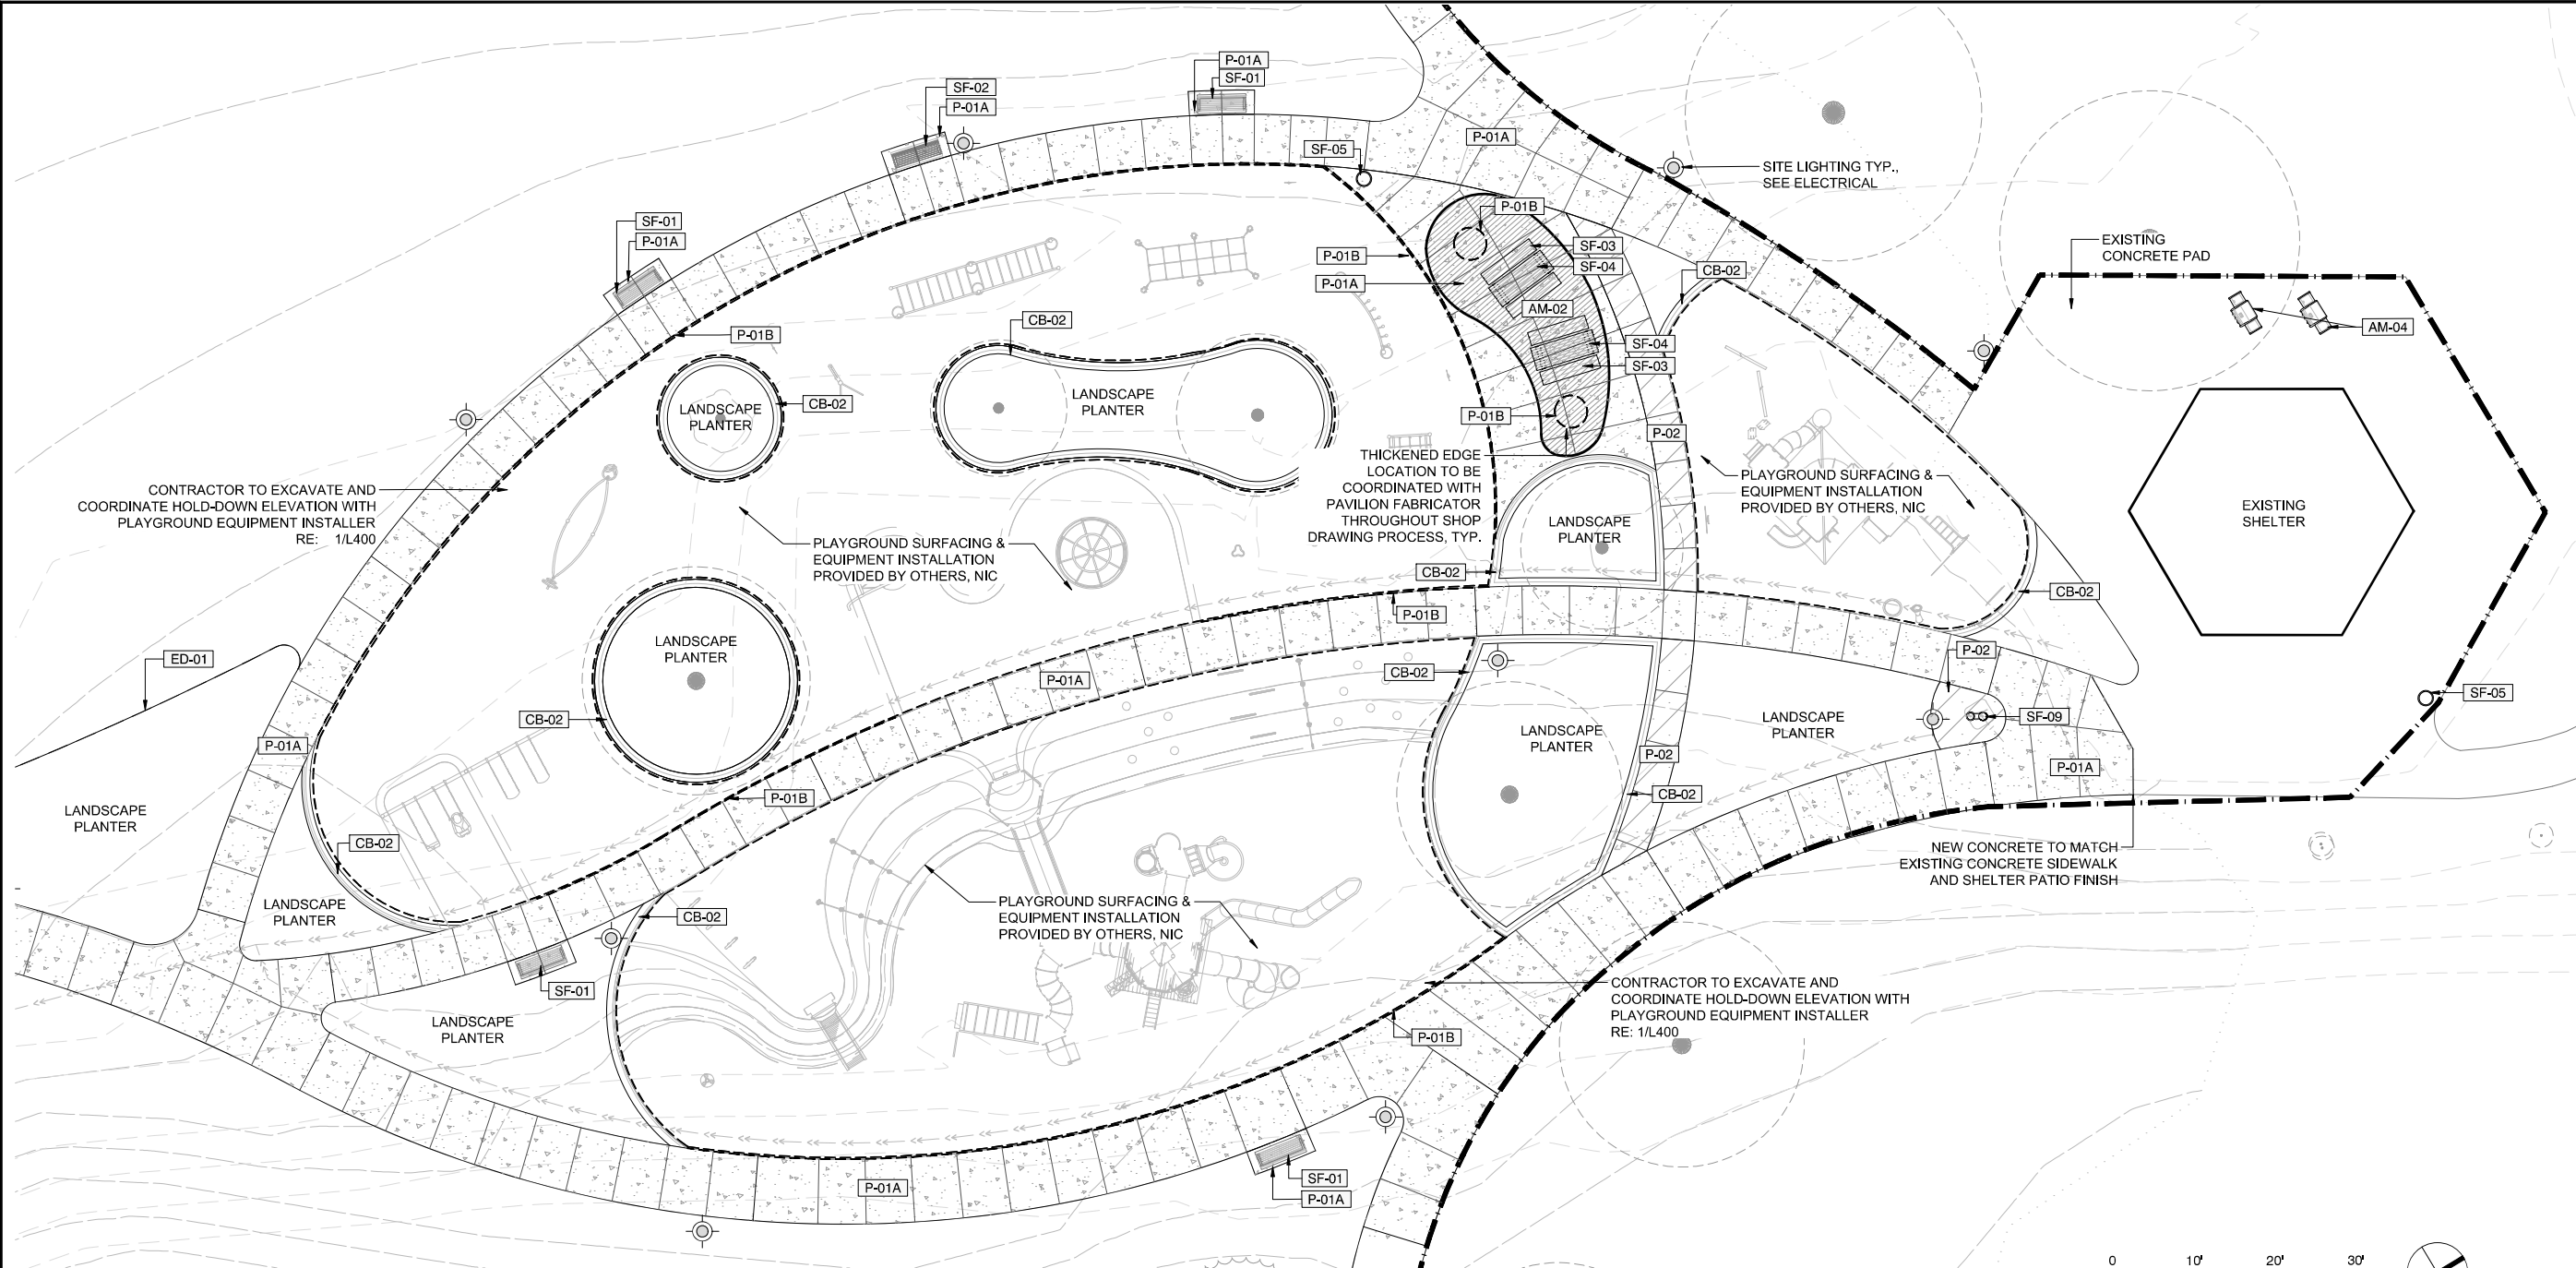 P-01A
SF-01
SF-02
P-01A
P-01A
SF-05
SITE LIGHTING TYP.,
SEE ELECTRICAL
SF-01
P-01A
P-01B
SF-03
SF-04
P-01B
P-01A
CB-02
EXISTING
CONCRETE PAD
AM-02
AM-04
CB-02
P-01B
SF-04
SF-03
LANDSCAPE
PLANTER
CB-02
LANDSCAPE
PLANTER
P-01B
P-02
THICKENED EDGE
LOCATION TO BE
COORDINATED WITH
PAVILION FABRICATOR
THROUGHOUT SHOP
DRAWING PROCESS, TYP.
PLAYGROUND SURFACING &
EQUIPMENT INSTALLATION
PROVIDED BY OTHERS, NIC
CONTRACTOR TO EXCAVATE AND
COORDINATE HOLD-DOWN ELEVATION WITH
PLAYGROUND EQUIPMENT INSTALLER
RE: 1/L400
EXISTING
SHELTER
LANDSCAPE
PLANTER
PLAYGROUND SURFACING &
EQUIPMENT INSTALLATION
PROVIDED BY OTHERS, NIC
CB-02
CB-02
P-01B
LANDSCAPE
PLANTER
ED-01
P-02
CB-02
P-01A
SF-05
CB-02
SF-09
LANDSCAPE
PLANTER
LANDSCAPE
PLANTER
P-01A
P-02
P-01A
P-01B
CB-02
LANDSCAPE
PLANTER
CB-02
NEW CONCRETE TO MATCH
EXISTING CONCRETE SIDEWALK
AND SHELTER PATIO FINISH
LANDSCAPE
PLANTER
CB-02
PLAYGROUND SURFACING &
EQUIPMENT INSTALLATION
PROVIDED BY OTHERS, NIC
SF-01
CONTRACTOR TO EXCAVATE AND
COORDINATE HOLD-DOWN ELEVATION WITH
PLAYGROUND EQUIPMENT INSTALLER
RE: 1/L400
LANDSCAPE
PLANTER
P-01B
SF-01
P-01A
P-01A
0 10' 20' 30'